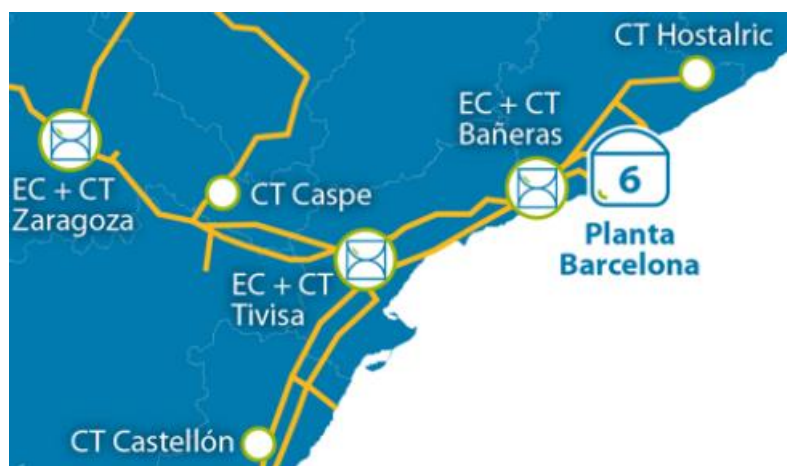 CT Hostalric
EC + CT
Bañeras
6
EC + CT
Zaragoza
CT Caspe
Planta
Barcelona
EC + CT
Tivisa
CT Castellón